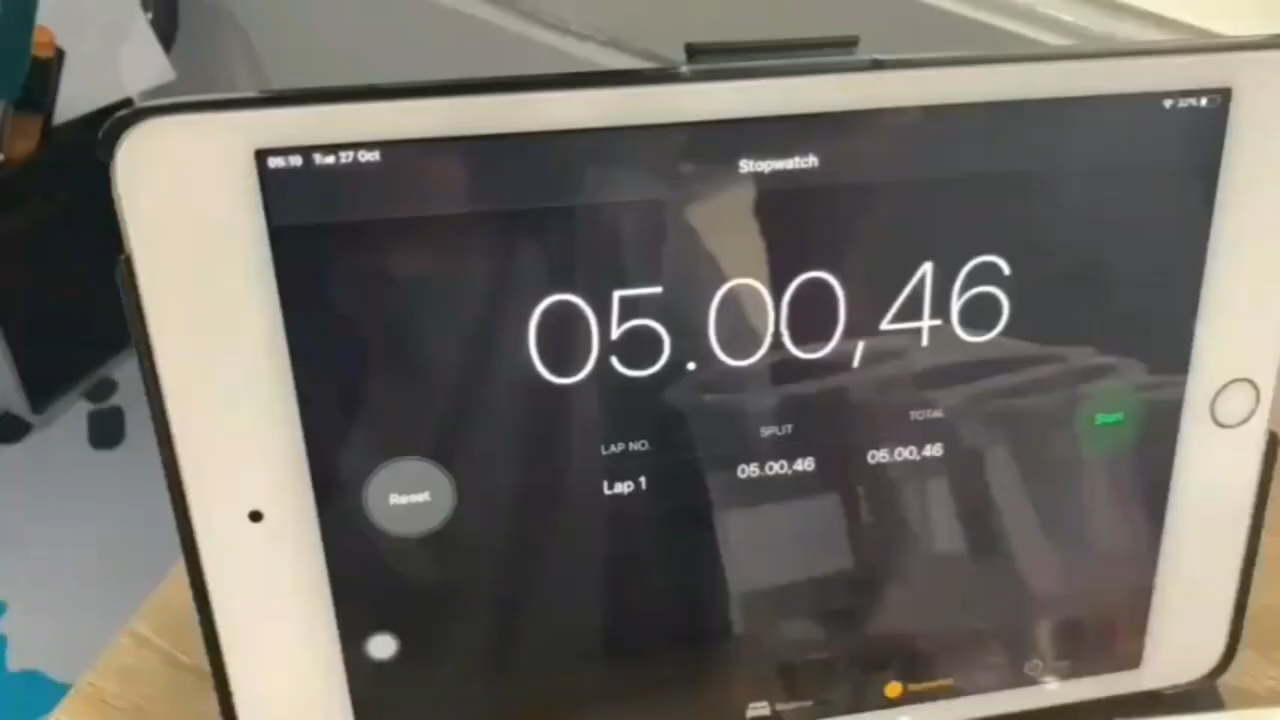 Tue 27 Oct
Stopwatch
05.00,46
LAP NO. SPLIT TOTAL
Lap 1 05.00,46 05.00,46
Reset
Start